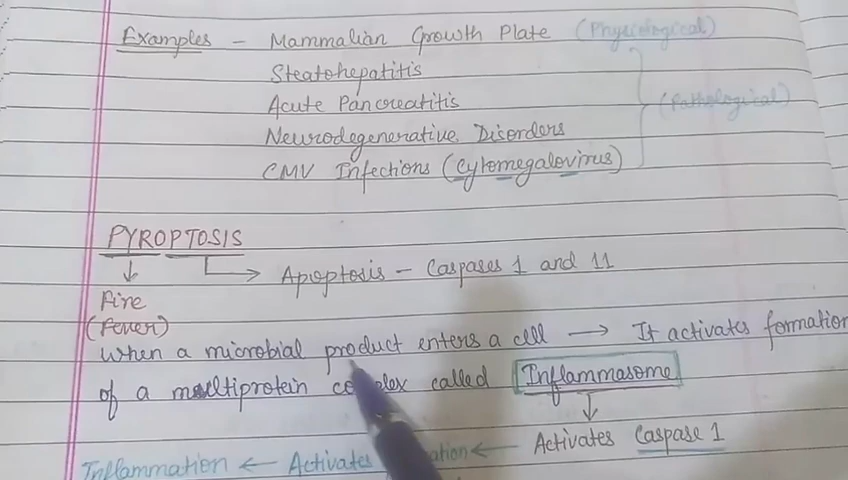 Examples - Mammalian Growth Plate (Physiological)
Steatohepatitis
Acute Pancreatitis (Pathological)
Neurodegenerative Disorders
CMV Infections (Cytomegalovirus)
PYROPTOSIS
Apoptosis - Caspases 1 and 11
Fire
(Fever)
When a microbial product enters a cell → It activates formation
of a multiprotein called Inflammasome
Activates Caspase 1
Inflammation ← Activates ←